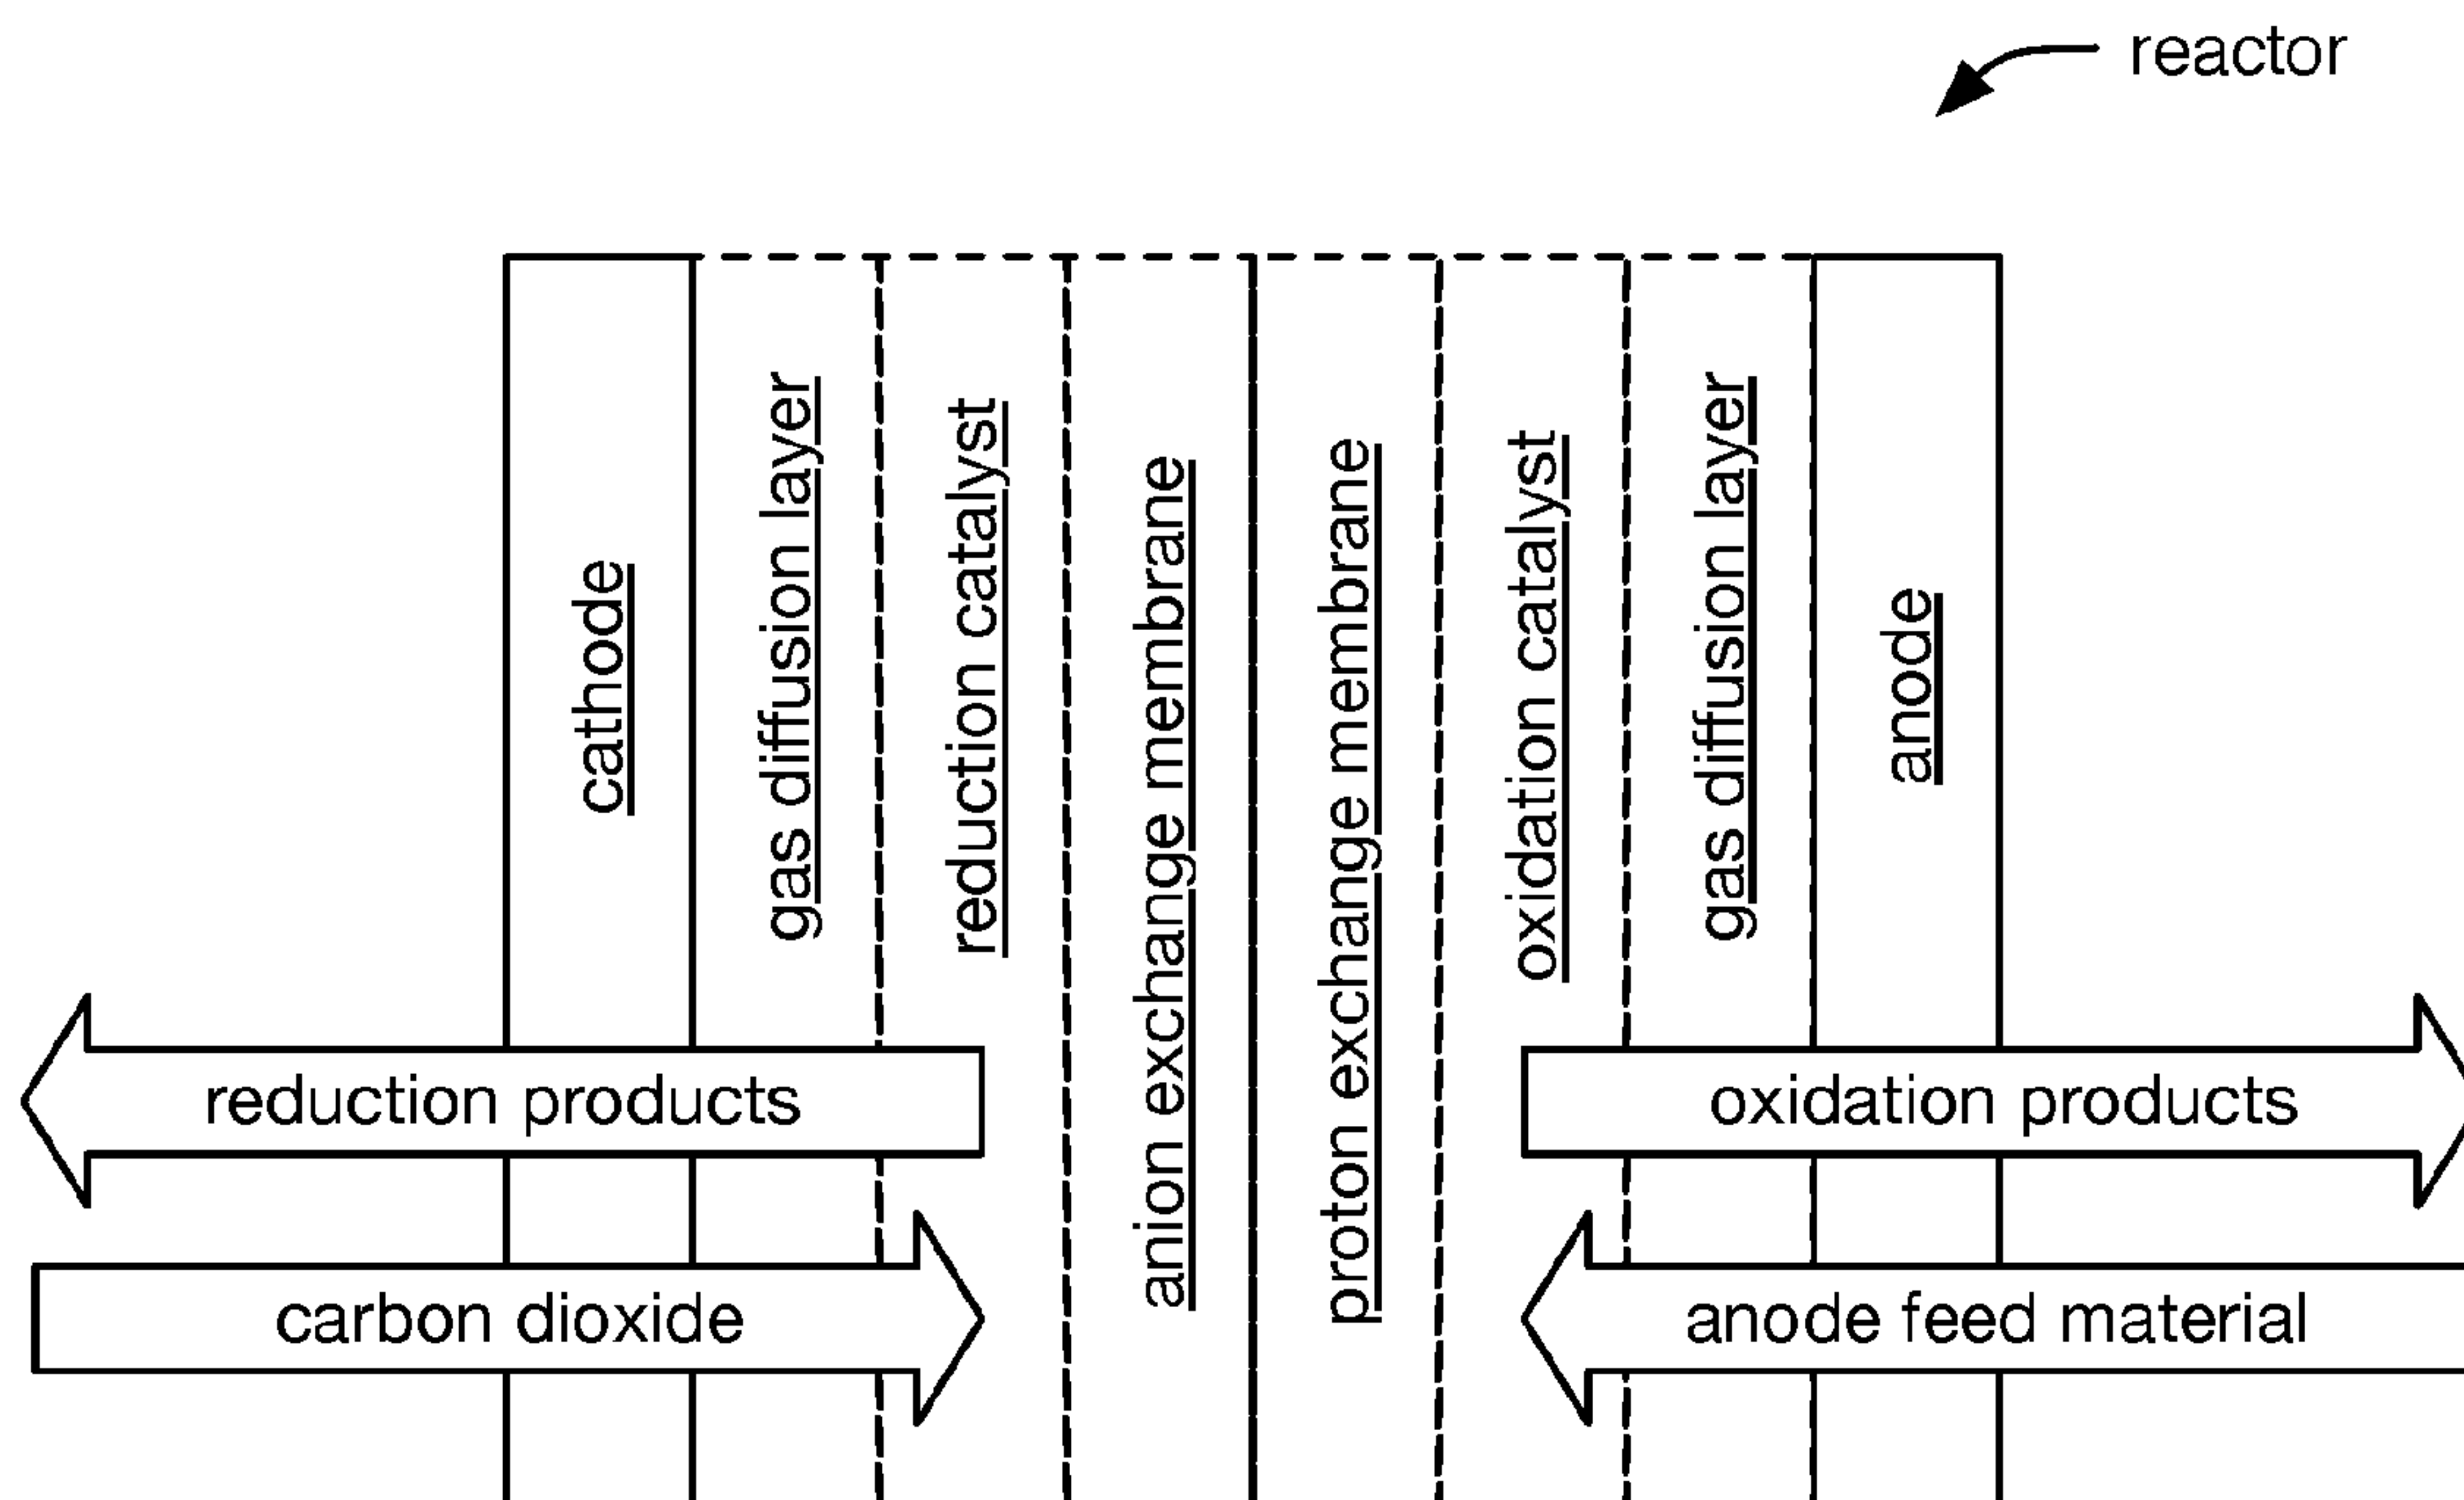 reactor
cathode
gas diffusion layer
reduction catalyst
anion exchange membrane
proton exchange membrane
oxidation catalyst
gas diffusion layer
anode
reduction products
oxidation products
carbon dioxide
anode feed material